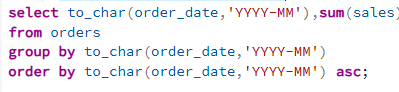 select to_char(order_date,'YYYY-MM'),sum(sales)
from orders
group by to_char(order_date,'YYYY-MM')
order by to_char(order_date,'YYYY-MM') asc;